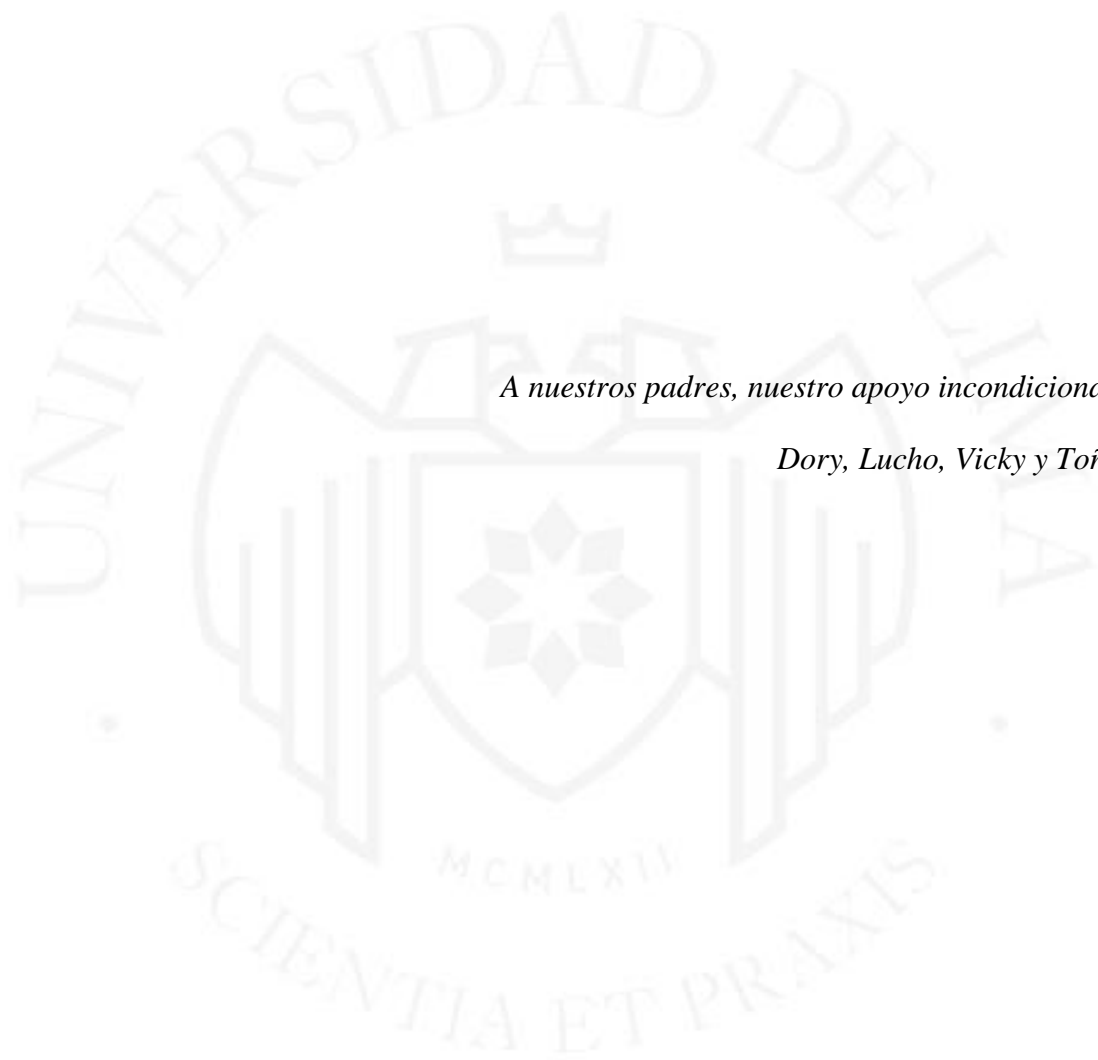 UNIVERSIDAD DE LIMA
A nuestros padres, nuestro apoyo
Dory, Lucho, Vicky y
MCMLXII
SCIENTIA ET PRAXIS